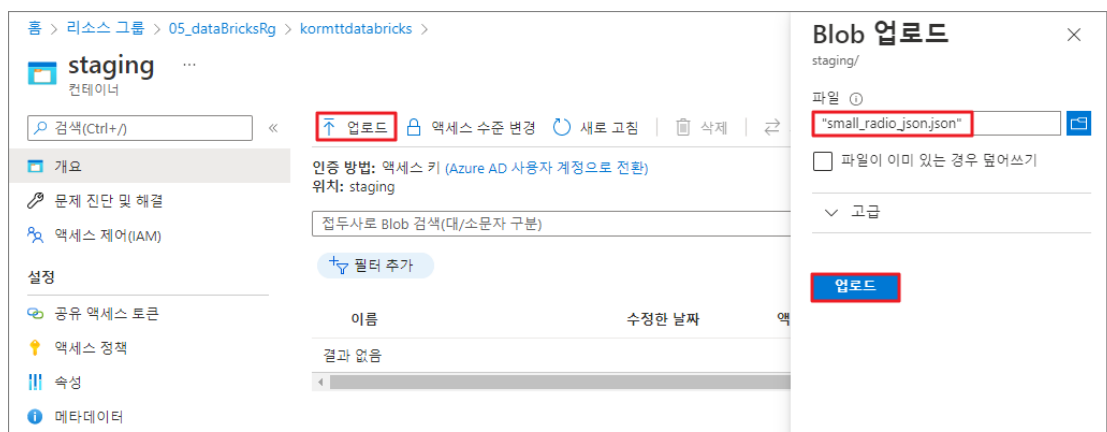 홈 > 리소스 그룹 > 05_dataBricksRg > kormttdatabricks >
staging ...
컨테이너
검색(Ctrl+/) «
개요
문제 진단 및 해결
액세스 제어(IAM)
설정
공유 액세스 토큰
액세스 정책
속성
메타데이터
업로드 액세스 수준 변경 새로 고침 삭제
인증 방법: 액세스 키 (Azure AD 사용자 계정으로 전환)
위치: staging
접두사로 Blob 검색(대/소문자 구분)
필터 추가
이름 수정한 날짜 액
결과 없음
Blob 업로드
staging/
파일
"small_radio_json.json"
파일이 이미 있는 경우 덮어쓰기
고급
업로드